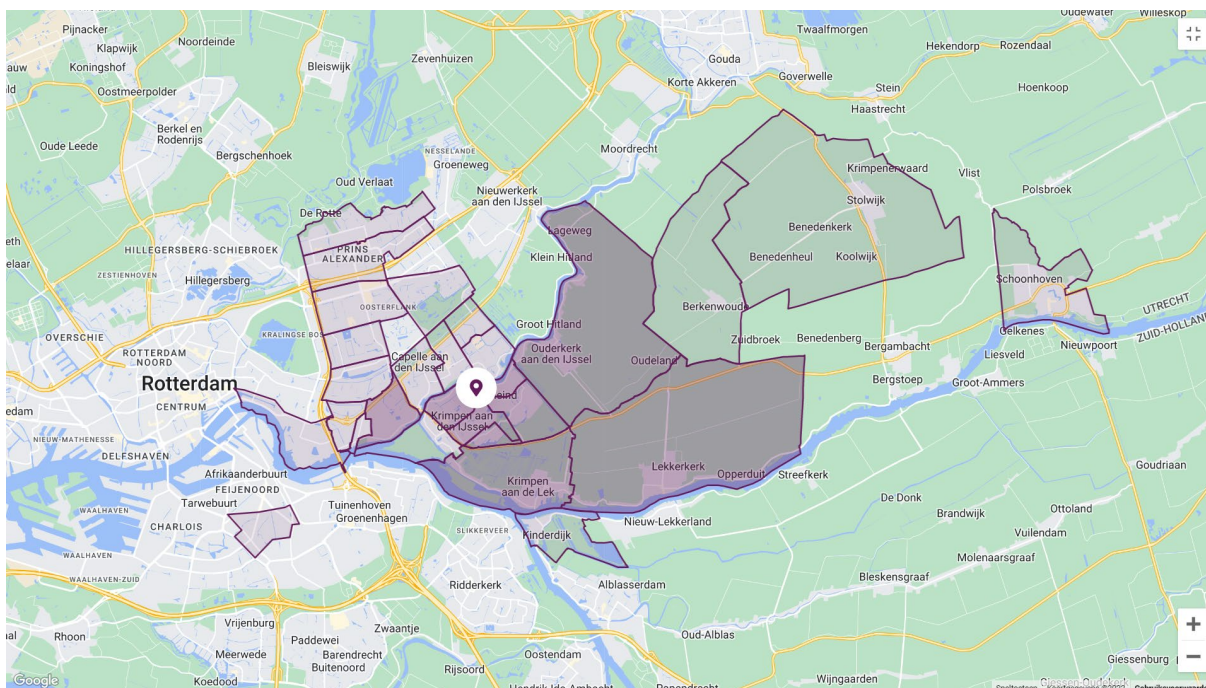 Oudewater
Willeskop
Pijnacker
Noordeinde
Twaalfmorgen
Klapwijk
Zevenhuizen
Hekendorp
Rozendaal
Koningshof
Bleiswijk
Gouda
Goverwelle
Oostmeerpolder
Korte Akkeren
Stein
Hoenkoop
Haastrecht
Berkel en
Rodenrijs
Oude Leede
Moordrecht
Bergschenhoek
NESSELANDE
Groeneweg
Krimpenerwaard
Vlist
Oud Verlaat
Nieuwerkerk
aan den IJssel
Polsbroek
Stolwijk
De Rotte
Lageweg
Benedenkerk
HILLEGERSBERG-SCHIEBROEK
PRINS
ALEXANDER
Klein Hitland
Benedenheul
Koolwijk
ZESTIENHOVEN
Hillegersberg
Schoonhoven
OOSTERFLANK
Berkenwoude
UTRECHT
ZUID-HOLLAND
Groot Hitland
OVERSCHIE
KRALINGSE BOS
Zuidbroek
Benedenberg
Gelkenes
Ouderkerk
aan den IJssel
Bergambacht
Nieuwpoort
ROTTERDAM
NOORD
Capelle aan
den IJssel
Oudeland
Liesveld
Rotterdam
Bergstoep
Groot-Ammers
CENTRUM
Krimpen aan
den IJssel
NIEUW-MATHENESSE
DELFSHAVEN
Lekkerkerk
Opperduit
Streefkerk
Goudriaan
Afrikaanderbuurt
FEIJENOORD
Krimpen
aan de Lek
Tarwebuurt
De Donk
WAALHAVEN
Tuinenhoven
Groenenhagen
Nieuw-Lekkerland
Brandwijk
Ottoland
CHARLOIS
SLIKKERVEER
Kinderdijk
Vuilendam
WAALHAVEN
Molenaarsgraaf
WAALHAVEN-ZUID
Ridderkerk
Alblasserdam
Bleskensgraaf
Vrijenburg
Zwaantje
Rhoon
Paddewei
Oud-Alblas
Meerwede
Barendrecht
Buitenoord
Rijsoord
Oostendam
Giessenburg
Koedood
Wijngaarden
Giessen-Oudekerk
Hendrik-Ido-Ambacht
Papendrecht
Google